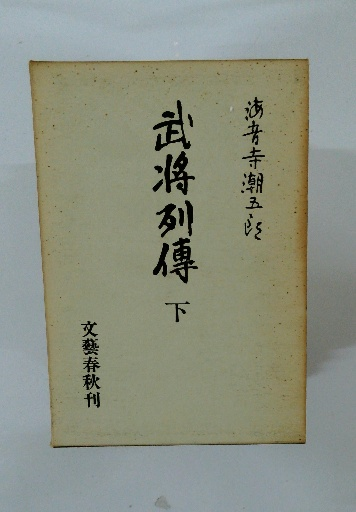 海音寺潮五郎
武将列傳
下
文藝春秋刊